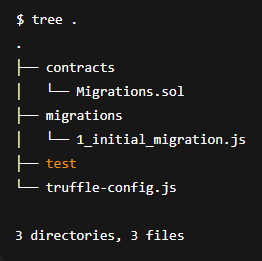 $ tree .
.
├── contracts
│   └── Migrations.sol
├── migrations
│   └── 1_initial_migration.js
├── test
└── truffle-config.js
3 directories, 3 files